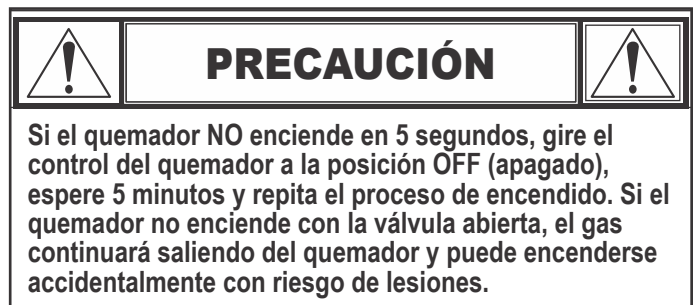 PRECAUCIÓN
Si el quemador NO enciende en 5 segundos, gire el
control del quemador a la posición OFF (apagado),
espere 5 minutos y repita el proceso de encendido. Si el
quemador no enciende con la válvula abierta, el gas
continuará saliendo del quemador y puede encenderse
accidentalmente con riesgo de lesiones.